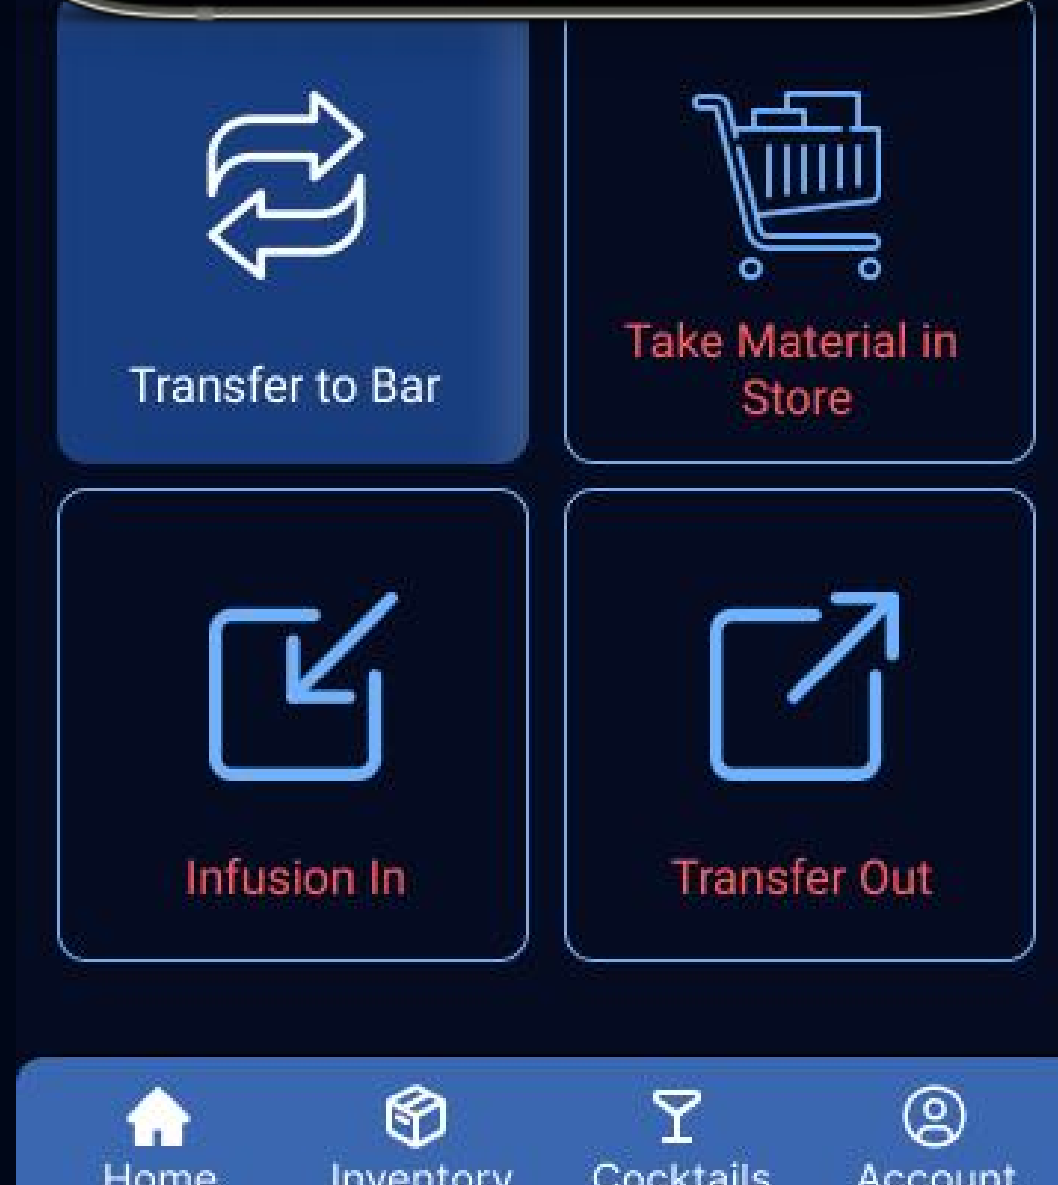 Transfer to Bar
Take Material in
Store
Infusion In
Transfer Out
Home
Inventory
Cocktails
Account